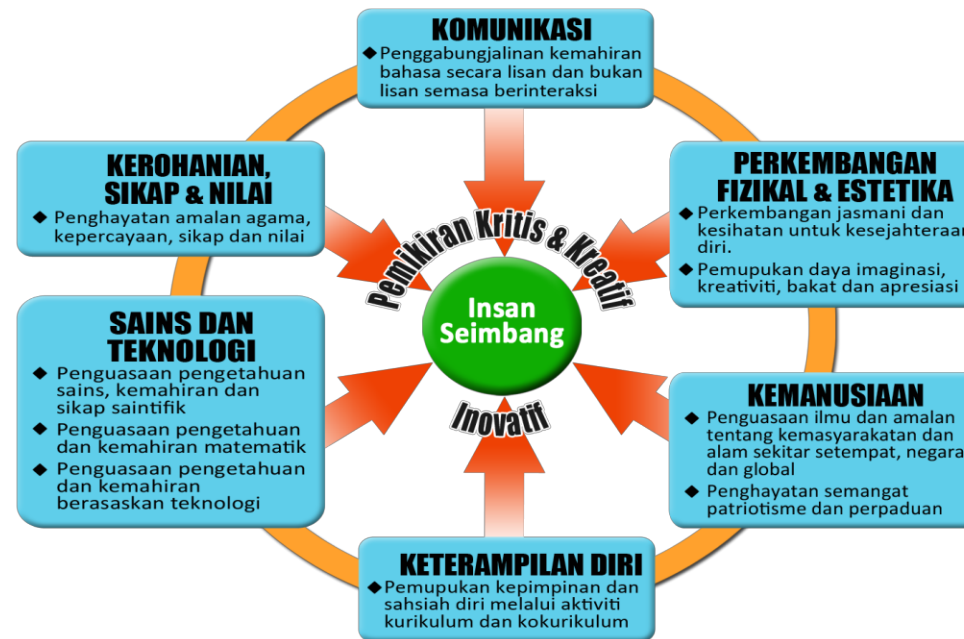 KOMUNIKASI
◆ Penggabungjalinan kemahiran
bahasa secara lisan dan bukan
lisan semasa berinteraksi
KEROHANIAN,
SIKAP & NILAI
◆ Penghayatan amalan agama,
kepercayaan, sikap dan nilai
PERKEMBANGAN
FIZIKAL & ESTETIKA
◆ Perkembangan jasmani dan
kesihatan untuk kesejahteraan
diri.
◆ Pemupukan daya imaginasi,
kreativiti, bakat dan apresiasi
Pemikiran Kritis & Kreatif
Insan
Seimbang
Inovatif
SAINS DAN
TEKNOLOGI
◆ Penguasaan pengetahuan
sains, kemahiran dan
sikap saintifik
◆ Penguasaan pengetahuan
dan kemahiran matematik
◆ Penguasaan pengetahuan
dan kemahiran
berasaskan teknologi
KEMANUSIAAN
◆ Penguasaan ilmu dan amalan
tentang kemasyarakatan dan
alam sekitar setempat, negara
dan global
◆ Penghayatan semangat
patriotisme dan perpaduan
KETERAMPILAN DIRI
◆ Pemupukan kepimpinan dan
sahsiah diri melalui aktiviti
kurikulum dan kokurikulum